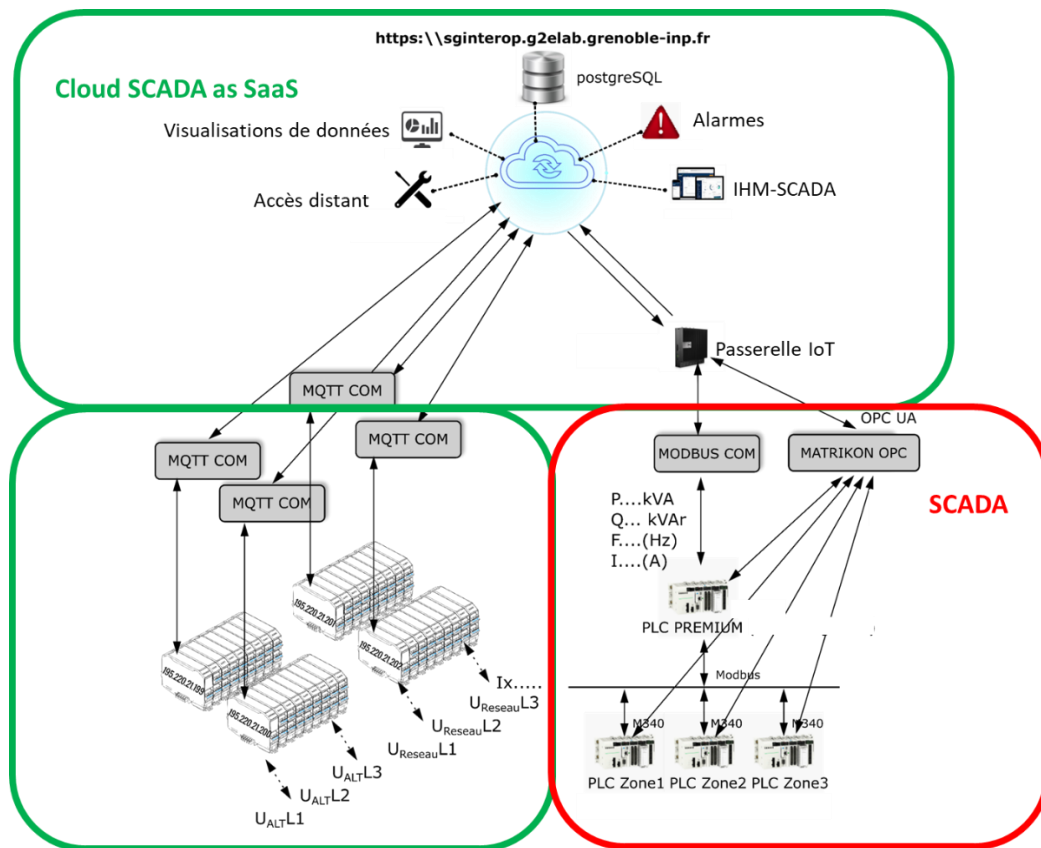 https:\\sginterop.g2elab.grenoble-inp.fr
Cloud SCADA as SaaS
postgreSQL
Visualisations de données
Alarmes
Accès distant
IHM-SCADA
Passerelle IoT
MQTT COM
MQTT COM
MQTT COM
MQTT COM
OPC UA
MODBUS COM
MATRIKON OPC
SCADA
P....kVA
Q... kVAr
F....(Hz)
I....(A)
195.220.21.201
195.220.21.202
195.220.21.199
195.220.21.200
PLC PREMIUM
Modbus
Ix.....
UReseauL3
UReseauL2
UReseauL1
UALTL3
UALTL2
UALTL1
M340
M340
M340
PLC Zone1
PLC Zone2
PLC Zone3